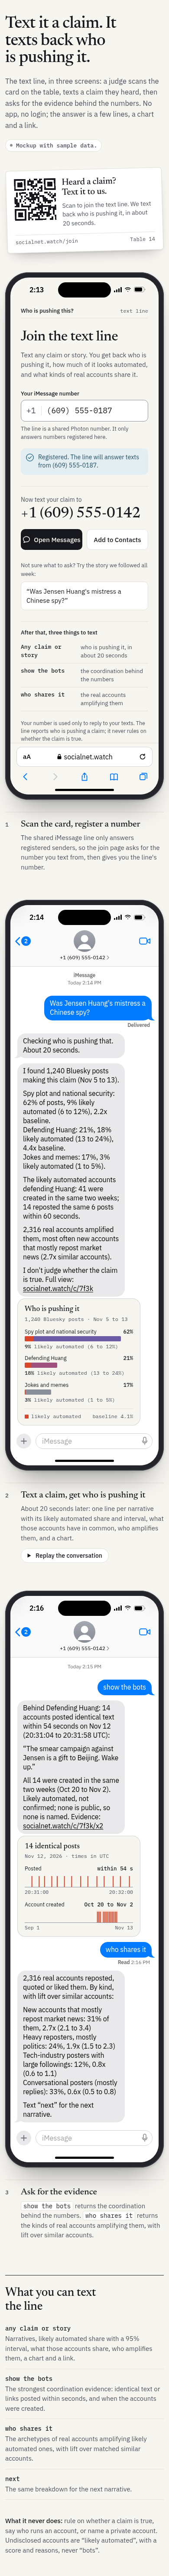 Text a claim. It
texts back who
is pushing it.
The text line, in three screens: a judge scans the
card on the table, texts a claim they heard, then
asks for the evidence behind the numbers. No
app, no login; the answer is a few lines, a chart
and a link.
Mockup with sample data.
Heard a claim?
Text it to us.
Scan to join the text line. We text
back who is pushing it, in about
20 seconds.
socialnet.watch/join
Table 14
2:13
Who is pushing this?
text line
Join the text line
Text any claim or story. You get back who is
pushing it, how much of it looks automated,
and what kinds of real accounts share it.
Your iMessage number
+1 (609) 555-0187
The line is a shared Photon number. It only
answers numbers registered here.
Registered. The line will answer texts
from (609) 555-0187.
Now text your claim to
+1 (609) 555-0142
Open Messages
Add to Contacts
Not sure what to ask? Try the story we followed all
week:
"Was Jensen Huang's mistress a
Chinese spy?"
After that, three things to text
Any claim or
story
who is pushing it, in
about 20 seconds
show the bots
the coordination behind
the numbers
who shares it
the real accounts
amplifying them
Your number is used only to reply to your texts. The
line reports who is pushing a claim; it never rules on
whether the claim is true.
aA
socialnet.watch
1
Scan the card, register a number
The shared iMessage line only answers
registered senders, so the join page asks for the
number you text from, then gives you the line's
number.
2:14
2
+1 (609) 555-0142
iMessage
Today 2:14 PM
Was Jensen Huang's mistress a
Chinese spy?
Delivered
Checking who is pushing that.
About 20 seconds.
I found 1,240 Bluesky posts
making this claim (Nov 5 to 13).
Spy plot and national security:
62% of posts, 9% likely
automated (6 to 12%), 2.2x
baseline.
Defending Huang: 21%, 18%
likely automated (13 to 24%),
4.4x baseline.
Jokes and memes: 17%, 3%
likely automated (1 to 5%).
The likely automated accounts
defending Huang: 41 were
created in the same two weeks;
14 reposted the same 6 posts
within 60 seconds.
2,316 real accounts amplified
them, most often new accounts
that mostly repost market
news (2.7x similar accounts).
I don't judge whether the claim
is true. Full view:
socialnet.watch/c/7f3k
Who is pushing it
1,240 Bluesky posts · Nov 5 to 13
Spy plot and national security
62%
9% likely automated (6 to 12%)
Defending Huang
21%
18% likely automated (13 to 24%)
Jokes and memes
17%
3% likely automated (1 to 5%)
likely automated
baseline 4.1%
iMessage
2
Text a claim, get who is pushing it
About 20 seconds later: one line per narrative
with its likely automated share and interval, what
those accounts have in common, who amplifies
them, and a chart.
Replay the conversation
2:16
2
+1 (609) 555-0142
Today 2:15 PM
show the bots
Behind Defending Huang: 14
accounts posted identical text
within 54 seconds on Nov 12
(20:31:04 to 20:31:58 UTC):
"The smear campaign against
Jensen is a gift to Beijing. Wake
up."
All 14 were created in the same
two weeks (Oct 20 to Nov 2).
Likely automated, not
confirmed; none is public, so
none is named. Evidence:
socialnet.watch/c/7f3k/x2
14 identical posts
Nov 12, 2026 · times in UTC
Posted
within 54 s
20:31:00
20:32:00
Account created
Oct 20 to Nov 2
Sep 1
Nov 13
who shares it
Read 2:16 PM
2,316 real accounts reposted,
quoted or liked them. By kind,
with lift over similar accounts:
New accounts that mostly
repost market news: 31% of
them, 2.7x (2.1 to 3.4)
Heavy reposters, mostly
politics: 24%, 1.9x (1.5 to 2.3)
Tech-industry posters with
large followings: 12%, 0.8x
(0.6 to 1.1)
Conversational posters (mostly
replies): 33%, 0.6x (0.5 to 0.8)
Text "next" for the next
narrative.
iMessage
3
Ask for the evidence
show the bots returns the coordination
behind the numbers. who shares it returns
the kinds of real accounts amplifying them, with
lift over similar accounts.
What you can text
the line
any claim or story
Narratives, likely automated share with a 95%
interval, what those accounts share, who amplifies
it, a chart and a link.
show the bots
The strongest coordination evidence: identical text or
links posted within seconds, and when the accounts
were created.
who shares it
The archetypes of real accounts amplifying likely
automated ones, with lift over matched similar
accounts.
next
The same breakdown for the next narrative.
What it never does: rule on whether a claim is true,
say who runs an account, or name a private account.
Undisclosed accounts are "likely automated", with a
score and reasons, never "bots".